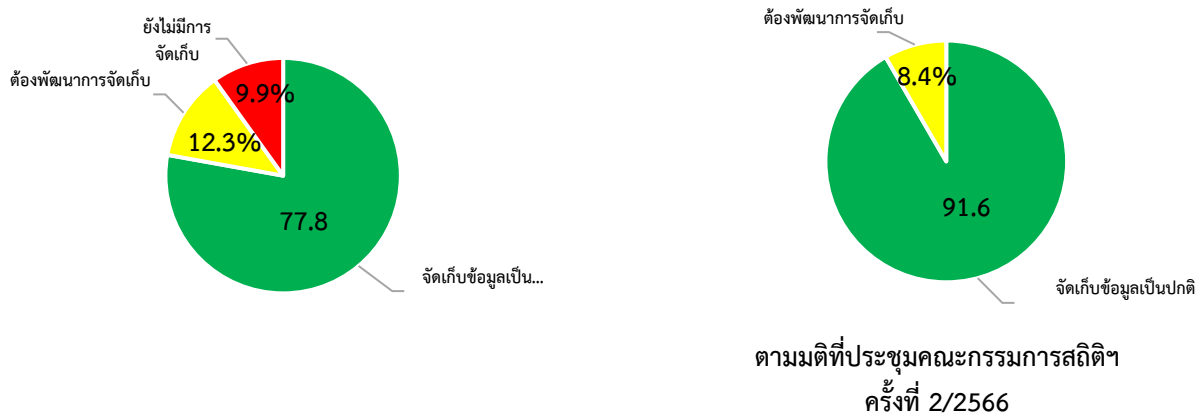 ยังไม่มีการ
จัดเก็บ
ต้องพัฒนาการจัดเก็บ
9.9%
12.3%
77.8
จัดเก็บข้อมูลเป็น...
ต้องพัฒนาการจัดเก็บ
8.4%
91.6
จัดเก็บข้อมูลเป็นปกติ
ตามมติที่ประชุมคณะกรรมการสถิติฯ
ครั้งที่ 2/2566